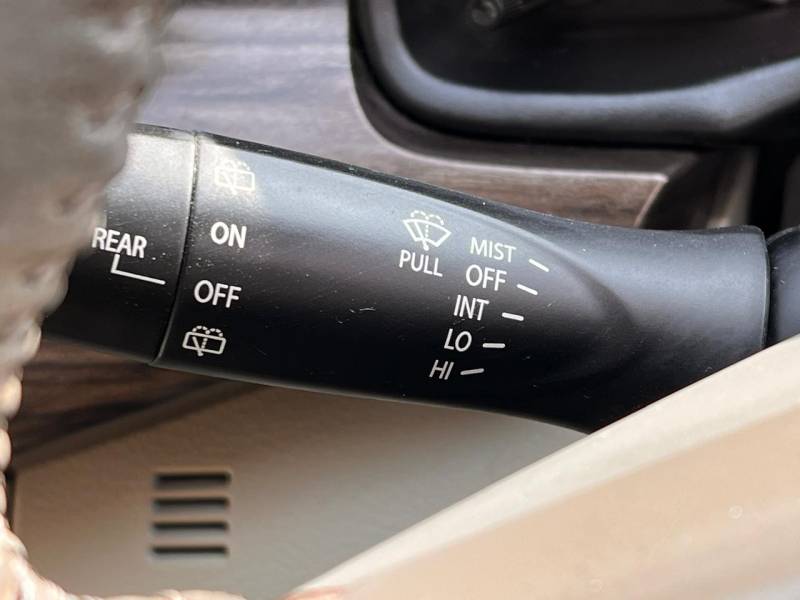 REAR
ON
OFF
PULL
MIST
OFF
INT
LO
HI